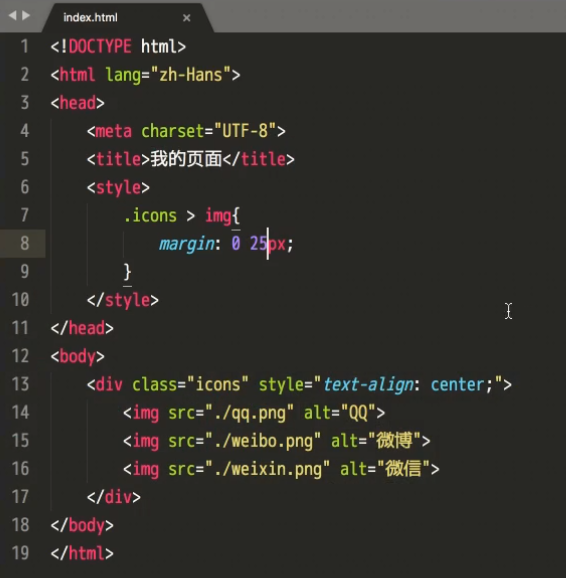 index.html ×
1 <!DOCTYPE html>
2 <html lang="zh-Hans">
3 <head>
4     <meta charset="UTF-8">
5     <title>我的页面</title>
6     <style>
7         .icons > img{
8             margin: 0 25px;
9         }
10     </style>
11 </head>
12 <body>
13     <div class="icons" style="text-align: center;">
14         <img src="./qq.png" alt="QQ">
15         <img src="./weibo.png" alt="微博">
16         <img src="./weixin.png" alt="微信">
17     </div>
18 </body>
19 </html>